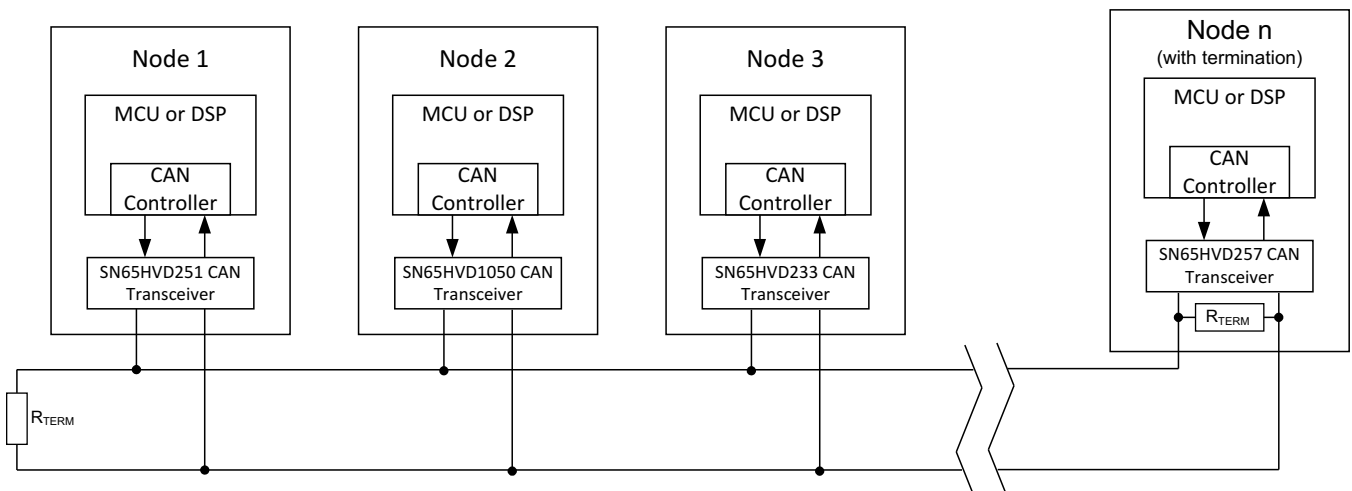 Node 1
MCU or DSP
CAN
Controller
SN65HVD251 CAN
Transceiver
Node 2
MCU or DSP
CAN
Controller
SN65HVD1050 CAN
Transceiver
Node 3
MCU or DSP
CAN
Controller
SN65HVD233 CAN
Transceiver
Node n
(with termination)
MCU or DSP
CAN
Controller
SN65HVD257 CAN
Transceiver
RTERM
RTERM